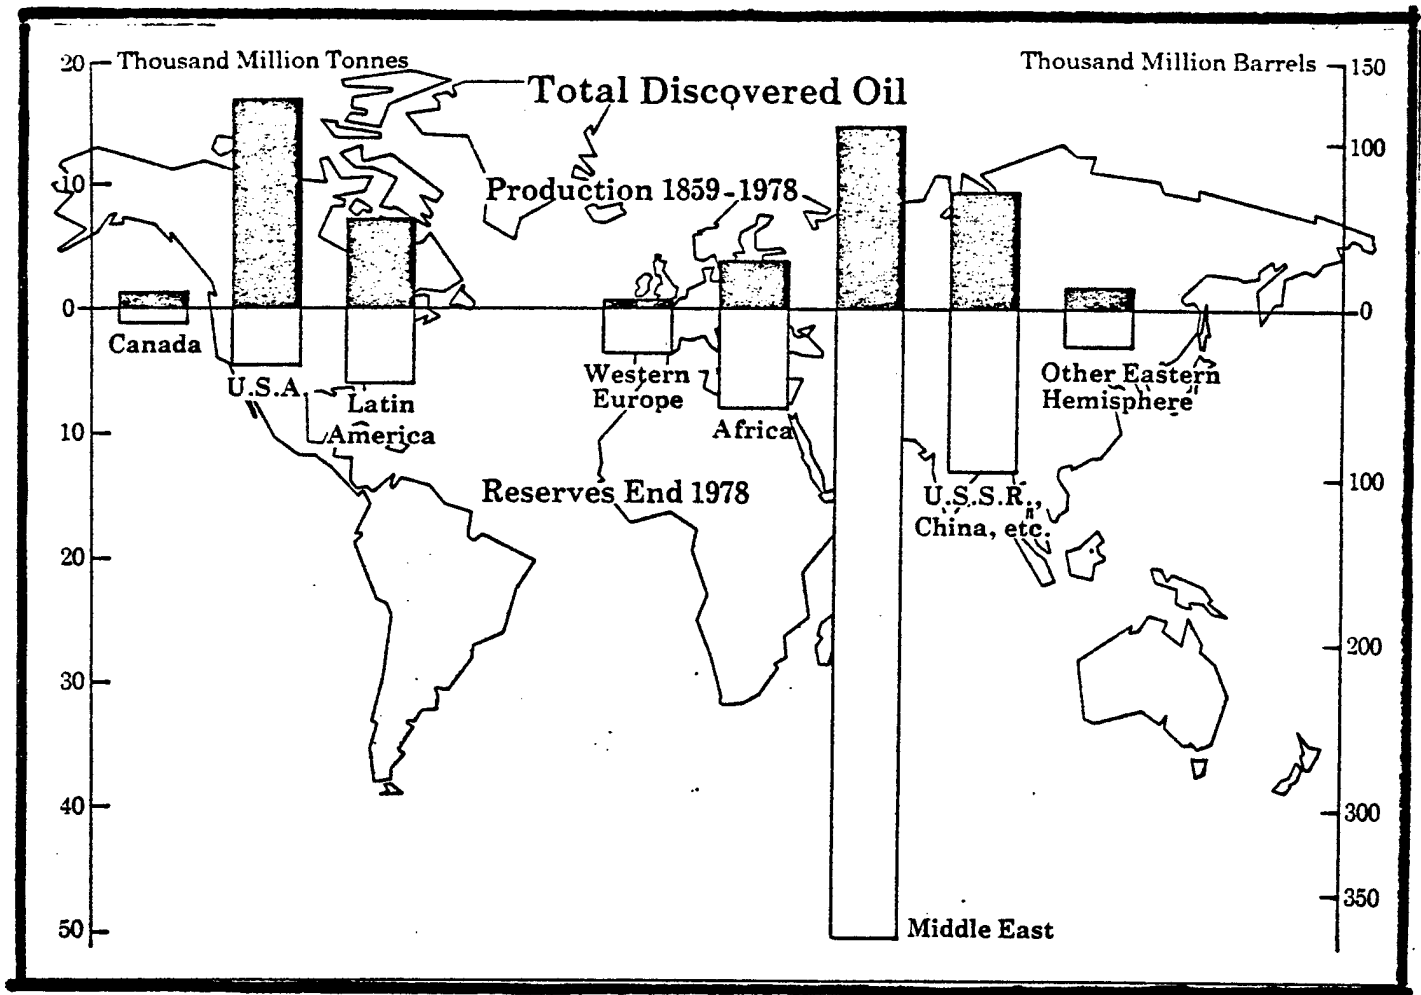 20 Thousand Million Tonnes
Thousand Million Barrels 150
Total Discovered Oil
100
10
Production 1859-1978
0
0
Canada
U.S.A.
Latin
America
Western
Europe
Africa
Other Eastern
Hemisphere
10
Reserves End 1978
U.S.S.R.,
China, etc.
100
20
200
30
40
300
350
50
Middle East